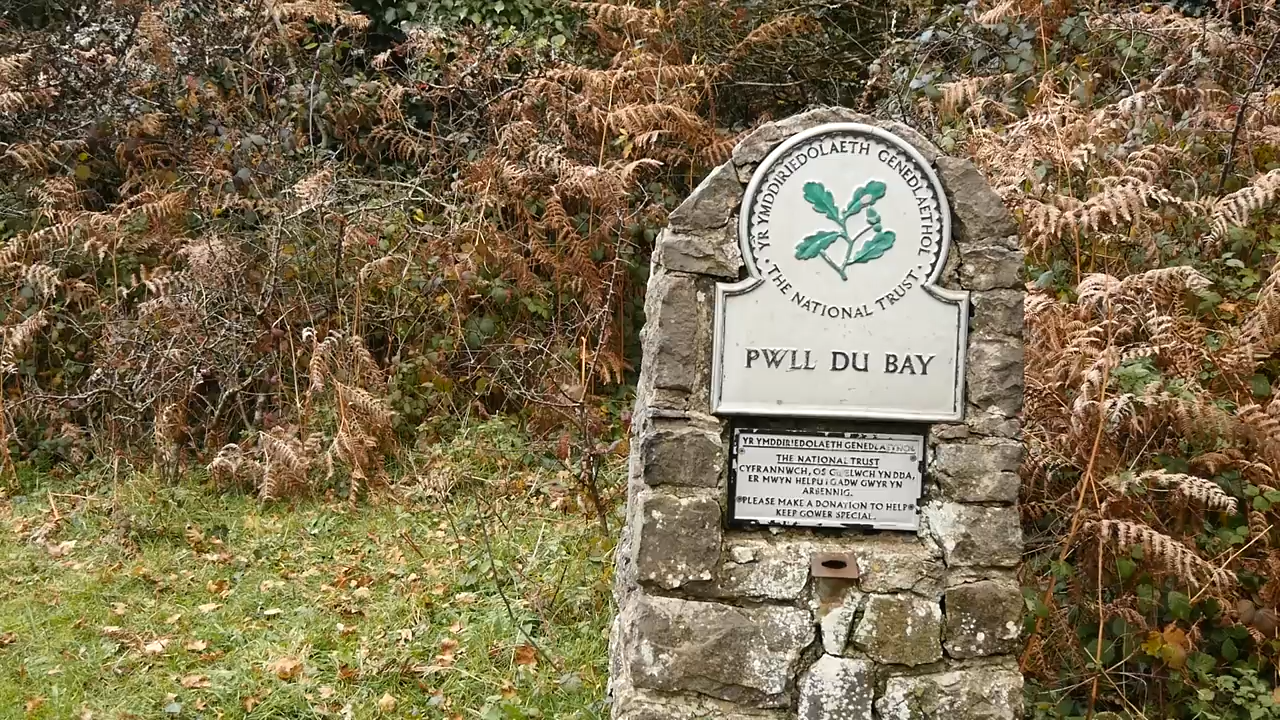 YR YMDDIRIEDOLAETH GENEDLAETHOL
· THE NATIONAL TRUST ·
PWLL DU BAY
YR YMDDIRIEDOLAETH GENEDLAETHOL
THE NATIONAL TRUST
CYFRANNWCH, OS GWELWCH YN DDA,
ER MWYN HELPU I GADW GWYR YN
ARBENNIG.
PLEASE MAKE A DONATION TO HELP
KEEP GOWER SPECIAL.